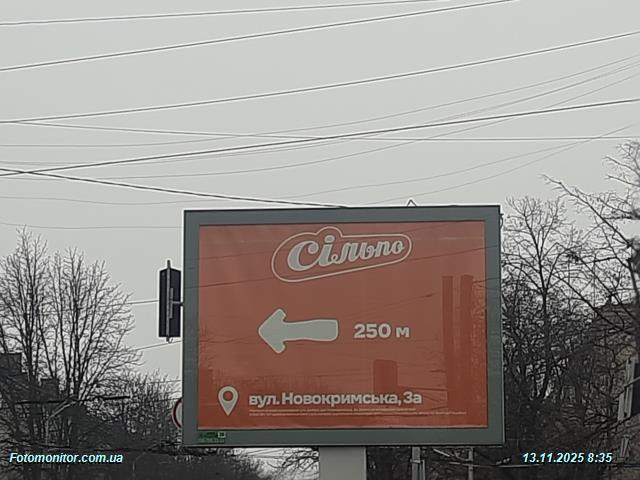 Сільпо
250 м
вул. Новокримська, 3а
Fotomonitor.com.ua
13.11.2025 8:35